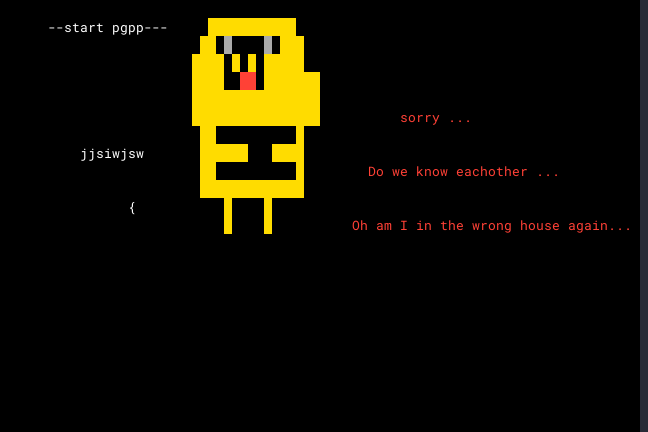 --start pgpp---
sorry ...
jjsiwjsw
Do we know eachother ...
{
Oh am I in the wrong house again...